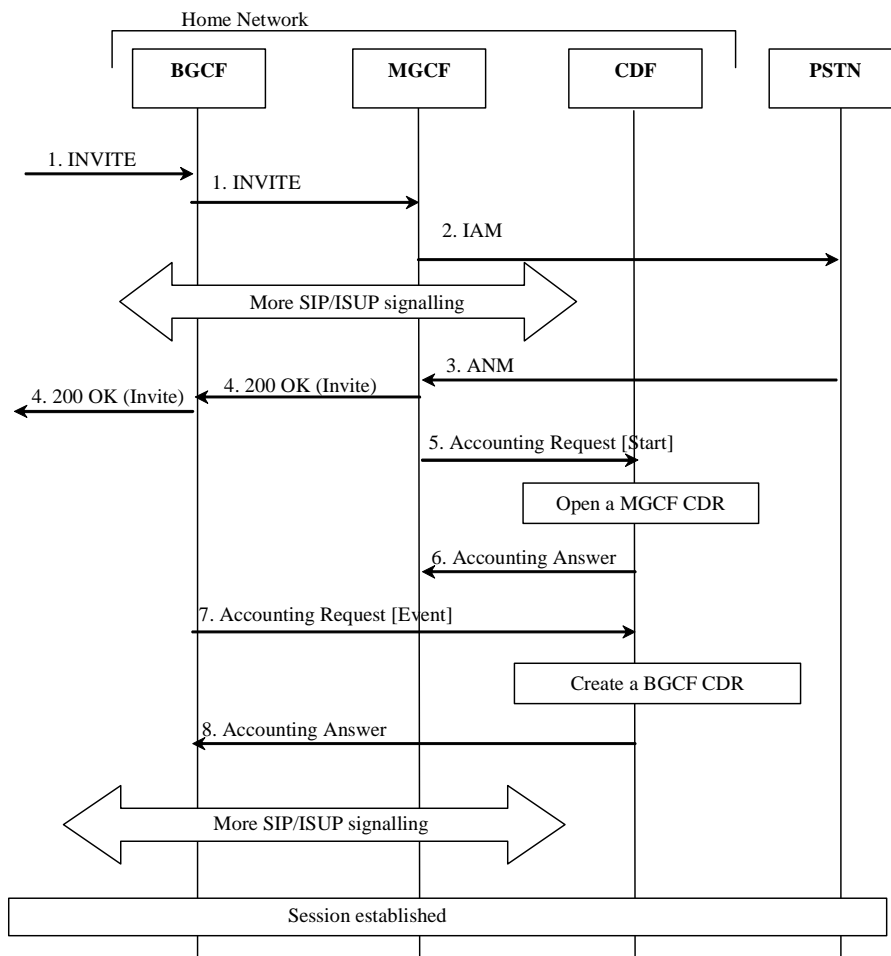 Home Network
BGCF
MGCF
CDF
PSTN
1. INVITE
1. INVITE
2. IAM
More SIP/ISUP signalling
3. ANM
4. 200 OK (Invite)
4. 200 OK (Invite)
5. Accounting Request [Start]
Open a MGCF CDR
6. Accounting Answer
7. Accounting Request [Event]
Create a BGCF CDR
8. Accounting Answer
More SIP/ISUP signalling
Session established